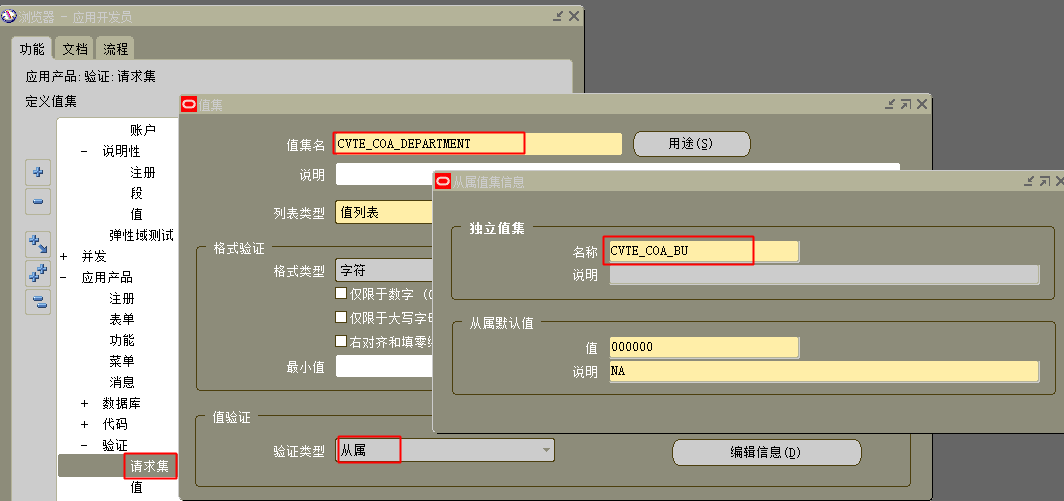 浏览器 - 应用开发员
功能 文档 流程
应用产品:验证:请求集
定义值集
账户
- 说明性
注册
段
值
弹性域测试
+ 并发
- 应用产品
注册
表单
功能
菜单
消息
+ 数据库
+ 代码
- 验证
请求集
值
值集
值集名 CVTE_COA_DEPARTMENT 用途(S)
说明
列表类型 值列表
格式验证
格式类型 字符
仅限于数字 (0
仅限于大写字母
右对齐和填零编
最小值
值验证
验证类型 从属 编辑信息(D)
从属值集信息
独立值集
名称 CVTE_COA_BU
说明
从属默认值
值 000000
说明 NA